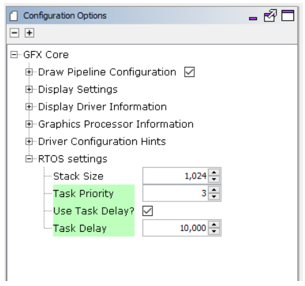 Configuration Options
GFX Core
Draw Pipeline Configuration
Display Settings
Display Driver Information
Graphics Processor Information
Driver Configuration Hints
RTOS settings
Stack Size 1,024
Task Priority 3
Use Task Delay?
Task Delay 10,000